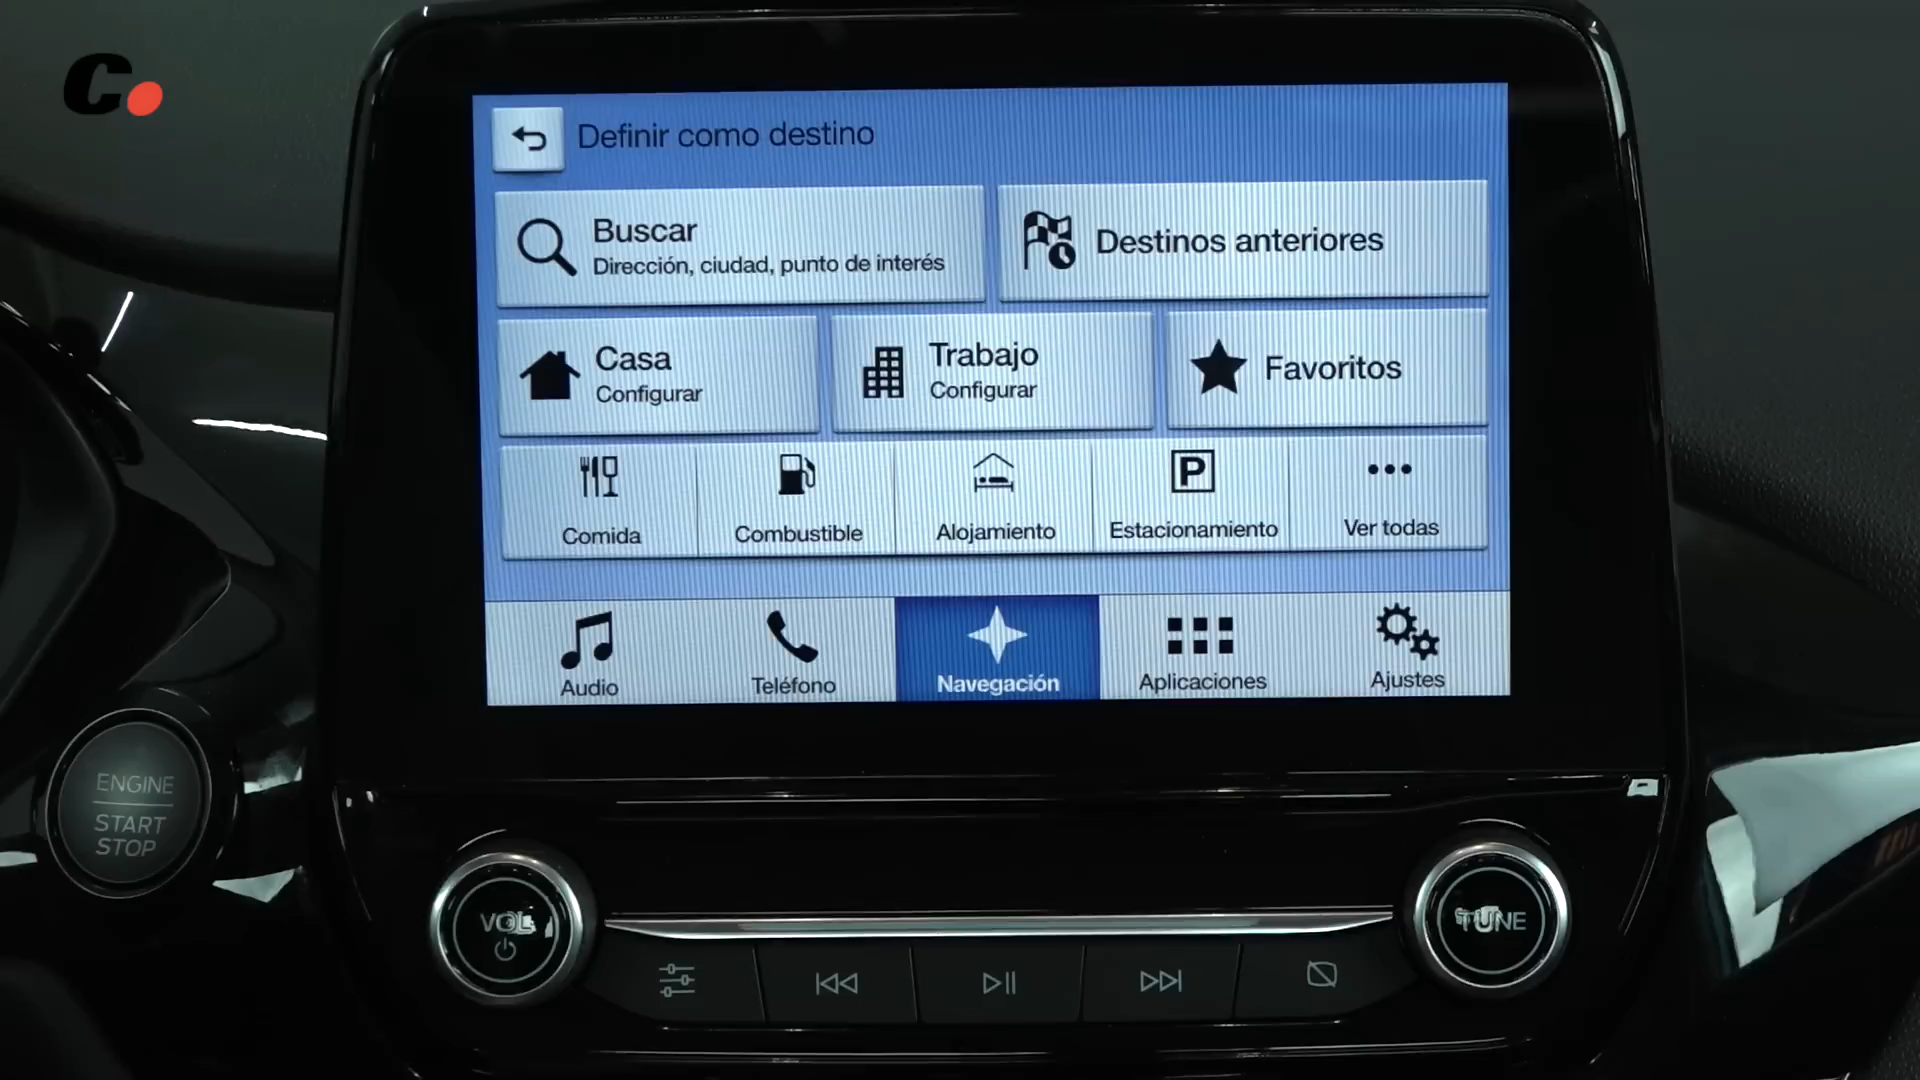 C.
Definir como destino
Buscar
Dirección, ciudad, punto de interés
Destinos anteriores
Casa
Configurar
Trabajo
Configurar
Favoritos
Comida
Combustible
Alojamiento
P
Estacionamiento
Ver todas
Audio
Teléfono
Navegación
Aplicaciones
Ajustes
ENGINE
START
STOP
VOL
TUNE